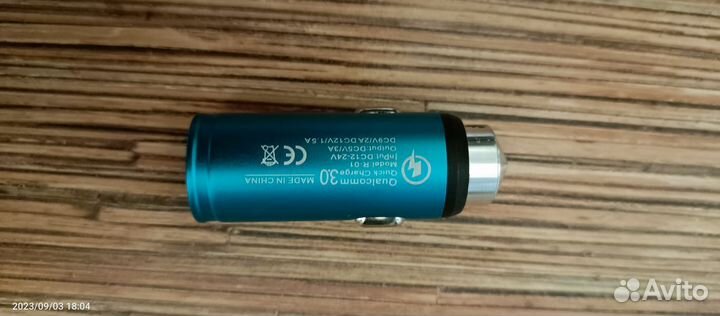 Qualcomm
Quick Charge 3.0
Model: R-01
InPut:DC12-24V
Output:DC5V/3A
DC9V/2A DC12V/1.5A
CE
MADE IN CHINA
2023/09/03 18:04
Avito